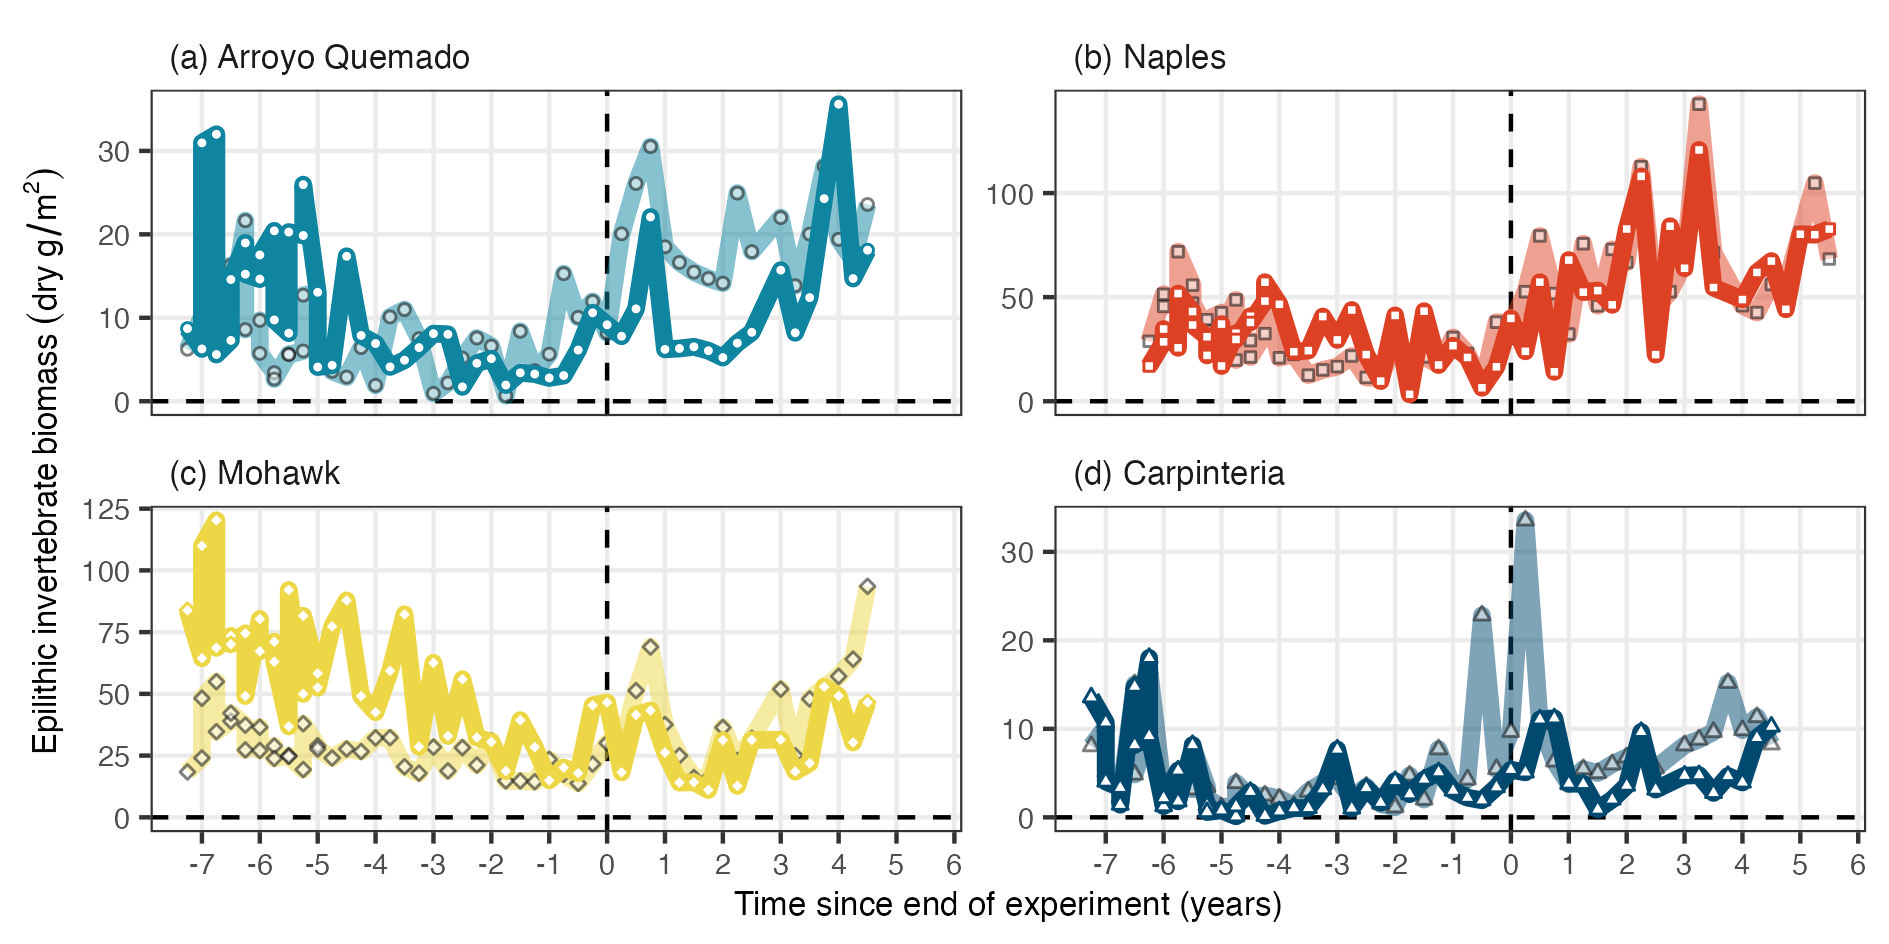 (a) Arroyo Quemado
(b) Naples
30
20
10
0
100
50
0
(c) Mohawk
(d) Carpinteria
125
100
75
50
25
0
30
20
10
0
-7 -6 -5 -4 -3 -2 -1 0 1 2 3 4 5 6
-7 -6 -5 -4 -3 -2 -1 0 1 2 3 4 5 6
Time since end of experiment (years)
Epilithic invertebrate biomass (dry g/m²)